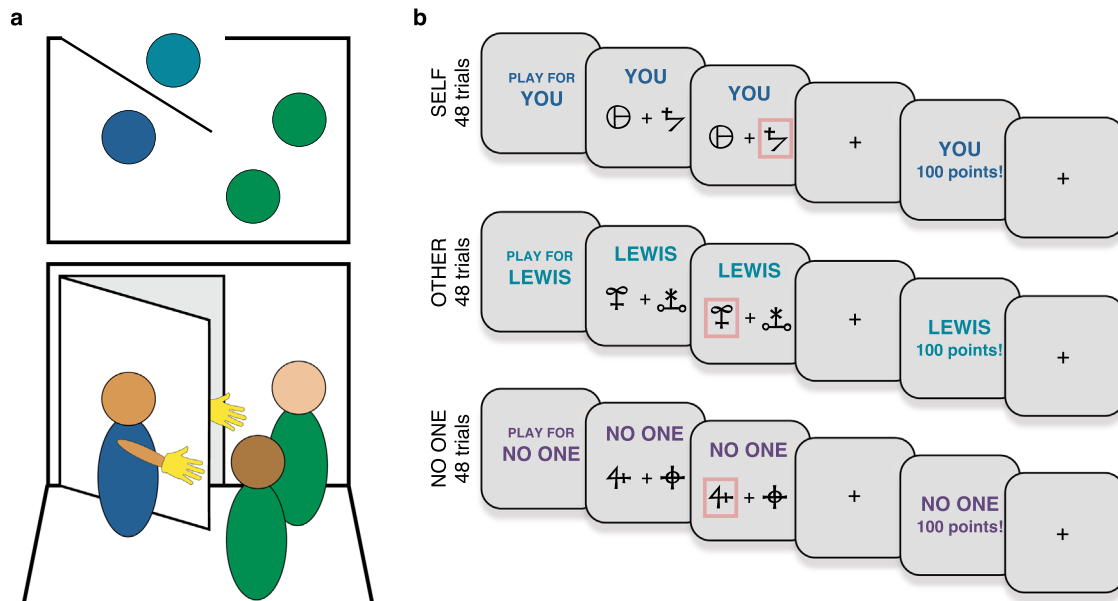 a
b
SELF
48 trials
PLAY FOR
YOU
YOU
+
YOU
+
+
YOU
100 points!
+
OTHER
48 trials
PLAY FOR
LEWIS
LEWIS
+
LEWIS
+
+
LEWIS
100 points!
+
NO ONE
48 trials
PLAY FOR
NO ONE
NO ONE
+
NO ONE
+
+
NO ONE
100 points!
+